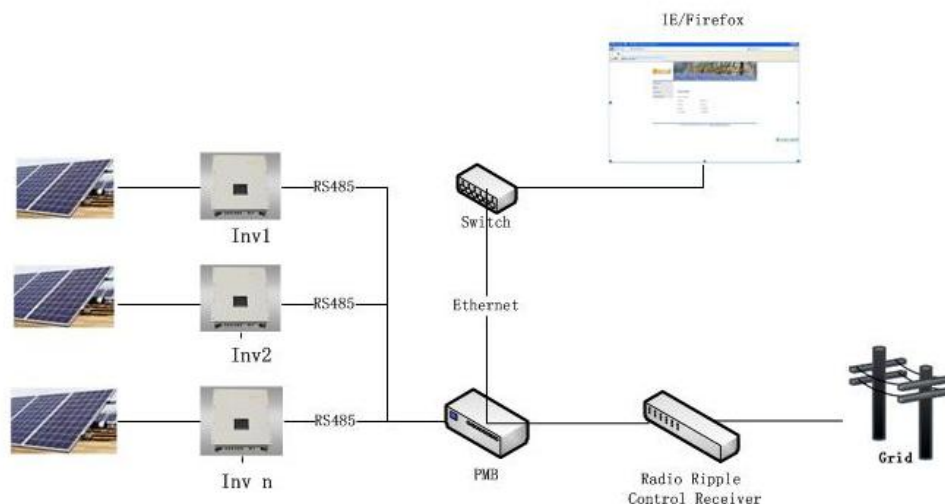 IE/Firefox
RS485
Inv1
Switch
RS485
Ethernet
Inv2
RS485
Inv n
PMB
Radio Ripple
Control Receiver
Grid